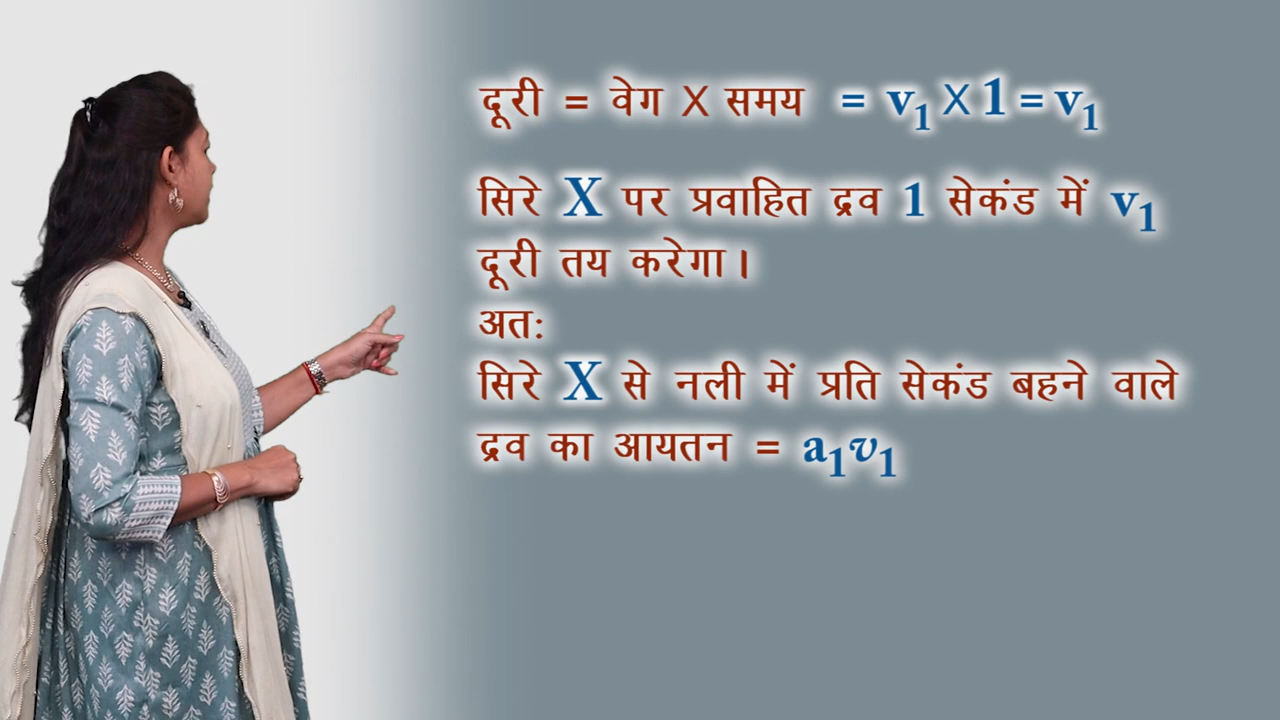 दूरी = वेग X समय = v₁ X 1 = v₁
सिरे X पर प्रवाहित द्रव 1 सेकंड में v₁
दूरी तय करेगा।
अतः
सिरे X से नली में प्रति सेकंड बहने वाले
द्रव का आयतन = a₁v₁